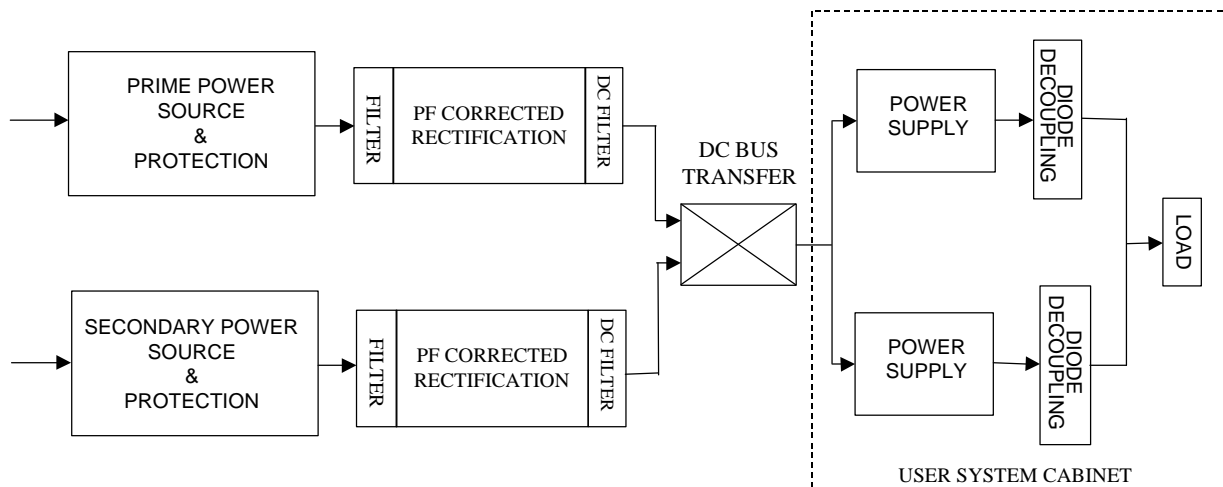 PRIME POWER
SOURCE
&
PROTECTION
FILTER
PF CORRECTED
RECTIFICATION
DC FILTER
DC BUS
TRANSFER
POWER
SUPPLY
DIODE
DECOUPLING
LOAD
SECONDARY POWER
SOURCE
&
PROTECTION
FILTER
PF CORRECTED
RECTIFICATION
DC FILTER
POWER
SUPPLY
DIODE
DECOUPLING
USER SYSTEM CABINET